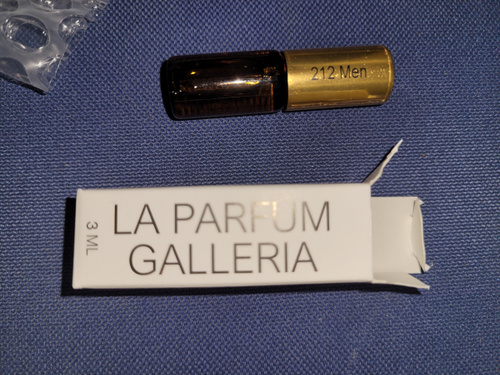 212 Men
LA PARFUM
GALLERIA
3 ML